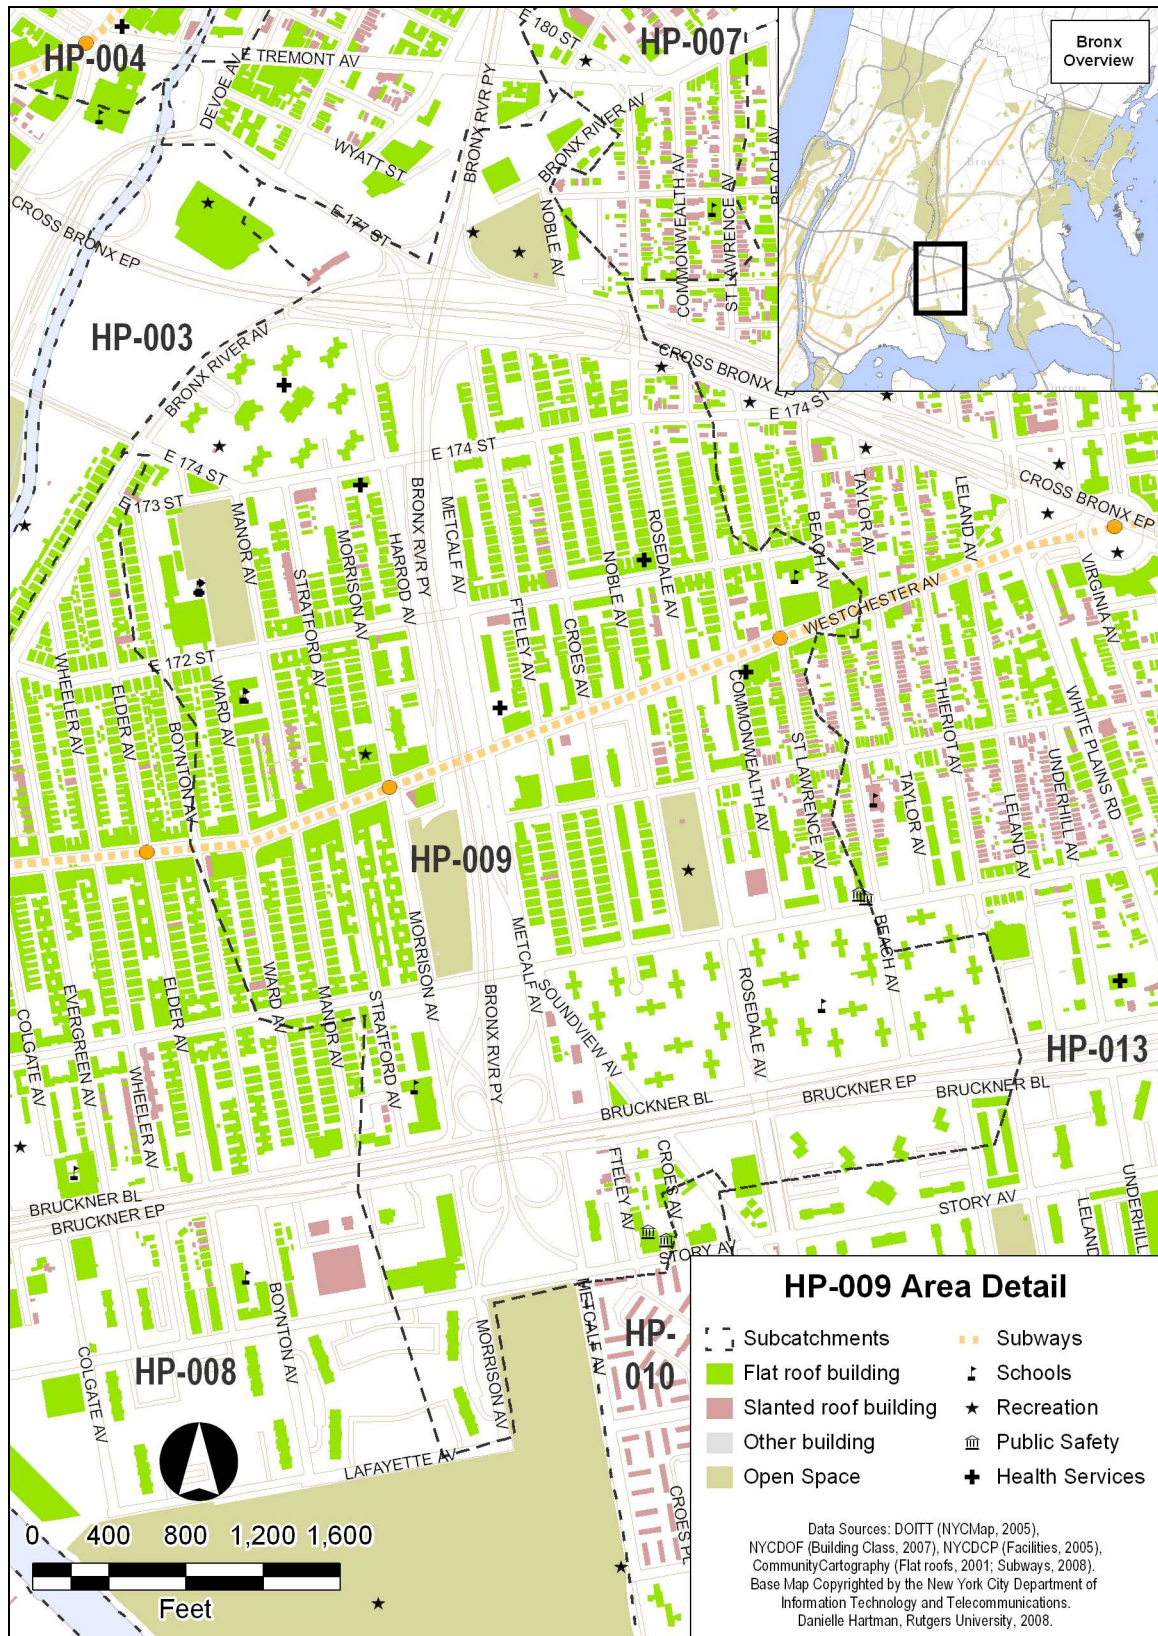 HP-004
E 180 ST
HP-007
Bronx
Overview
Bronx
E TREMONT AV
DEVOE AV
WYATT ST
BRONX RVR PY
BRONX RIVER AV
COMMONWEALTH AV
ST LAWRENCE AV
BEACH AV
E 177 ST
NOBLE AV
CROSS BRONX EP
HP-003
BRONX RIVER AV
CROSS BRONX EP
E 174 ST
E 174 ST
E 174 ST
E 173 ST
MANOR AV
STRATFORD AV
MORRISON AV
HARROD AV
BRONX RVR PY
METCALF AV
FTELEY AV
CROES AV
NOBLE AV
ROSEDALE AV
BEACH AV
TAYLOR AV
LELAND AV
CROSS BRONX EP
VIRGINIA AV
WESTCHESTER AV
E 172 ST
WHEELER AV
ELDER AV
BOYNTON AV
WARD AV
COMMONWEALTH AV
ST LAWRENCE AV
THIERIOT AV
WHITE PLAINS RD
UNDERHILL AV
LELAND AV
TAYLOR AV
HP-009
MORRISON AV
METCALF AV
SOUNDVIEW AV
ROSEDALE AV
BEACH AV
COLGATE AV
EVERGREEN AV
ELDER AV
WHEELER AV
WARD AV
MANOR AV
STRATFORD AV
BRONX RVR PY
HP-013
BRUCKNER BL
BRUCKNER EP
BRUCKNER BL
BRUCKNER BL
BRUCKNER EP
FTELEY AV
CROES AV
STORY AV
STORY AV
LELAND
UNDERHILL
BOYNTON AV
COLGATE AV
MORRISON AV
METCALF AV
HP-
010
HP-008
LAFAYETTE AV
CROES PL
0 400 800 1,200 1,600
Feet
HP-009 Area Detail
Subcatchments
Flat roof building
Slanted roof building
Other building
Open Space
Subways
Schools
Recreation
Public Safety
Health Services
Data Sources: DOITT (NYCMap, 2005),
NYCDOF (Building Class, 2007), NYCDCP (Facilities, 2005),
CommunityCartography (Flat roofs, 2001; Subways, 2008).
Base Map Copyrighted by the New York City Department of
Information Technology and Telecommunications.
Danielle Hartman, Rutgers University, 2008.